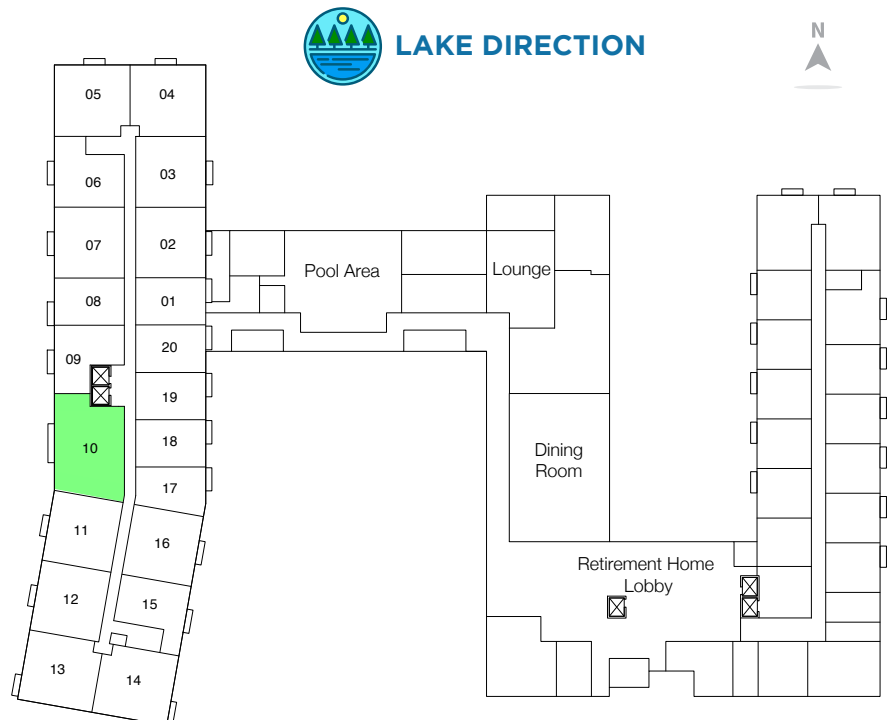 LAKE DIRECTION
N
05
04
06
03
07
02
08
01
09
20
19
10
18
17
11
16
12
15
13
14
Pool Area
Lounge
Dining
Room
Retirement Home
Lobby